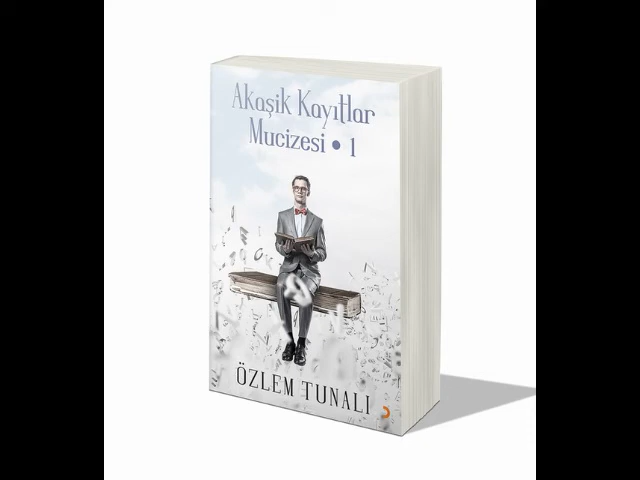 Akaşik Kayıtlar
Mucizesi • 1
ÖZLEM TUNALI